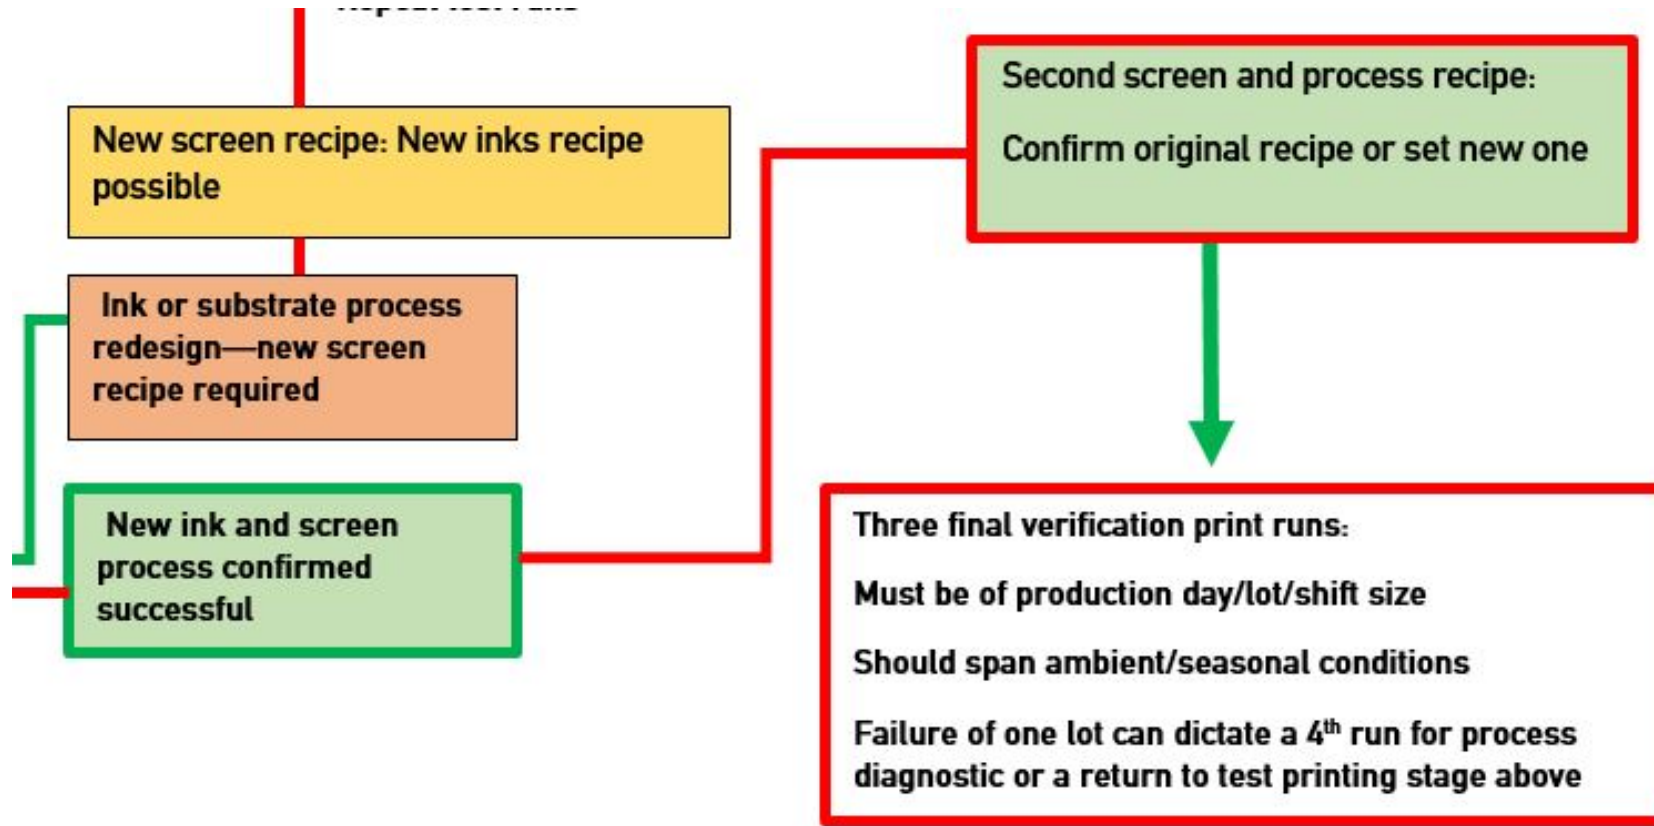 New screen recipe: New inks recipe
possible
Ink or substrate process
redesign—new screen
recipe required
New ink and screen
process confirmed
successful
Second screen and process recipe:
Confirm original recipe or set new one
Three final verification print runs:
Must be of production day/lot/shift size
Should span ambient/seasonal conditions
Failure of one lot can dictate a 4th run for process
diagnostic or a return to test printing stage above